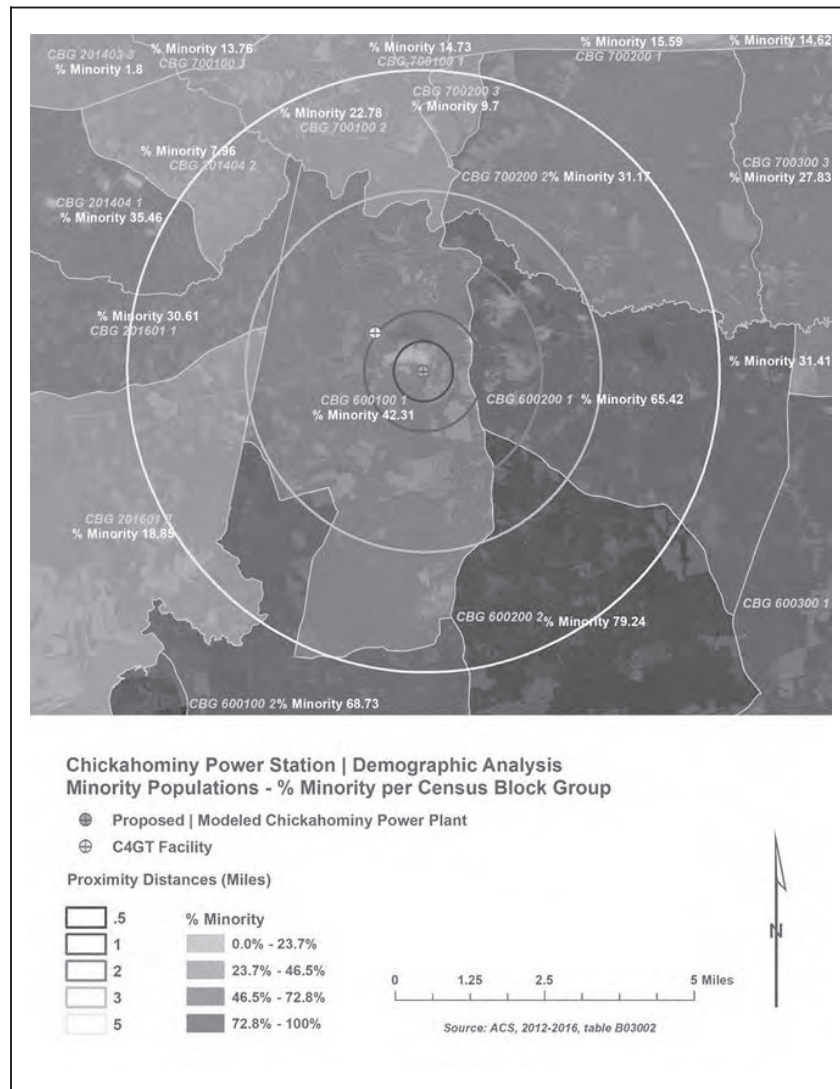 CBG 201403 3
% Minority 1.8
% Minority 13.76
CBG 700100 3
% Minority 14.73
CBG 700100 1
% Minority 15.59
CBG 700200 1
% Minority 14.62
% Minority 22.78
CBG 700100 2
CBG 700200 3
% Minority 9.7
% Minority 7.96
CBG 201404 2
CBG 700200 2% Minority 31.17
CBG 700300 3
% Minority 27.83
CBG 201404 1
% Minority 35.46
% Minority 30.61
CBG 201601 1
% Minority 31.41
CBG 600100 1
% Minority 42.31
CBG 600200 1 % Minority 65.42
% Minority 18.85
CBG 600200 2% Minority 79.24
CBG 600300 1
CBG 600100 2% Minority 68.73
Chickahominy Power Station | Demographic Analysis
Minority Populations - % Minority per Census Block Group
Proposed | Modeled Chickahominy Power Plant
C4GT Facility
Proximity Distances (Miles)
.5
1
2
3
5
% Minority
0.0% - 23.7%
23.7% - 46.5%
46.5% - 72.8%
72.8% - 100%
0 1.25 2.5 5 Miles
N
Source: ACS, 2012-2016, table B03002